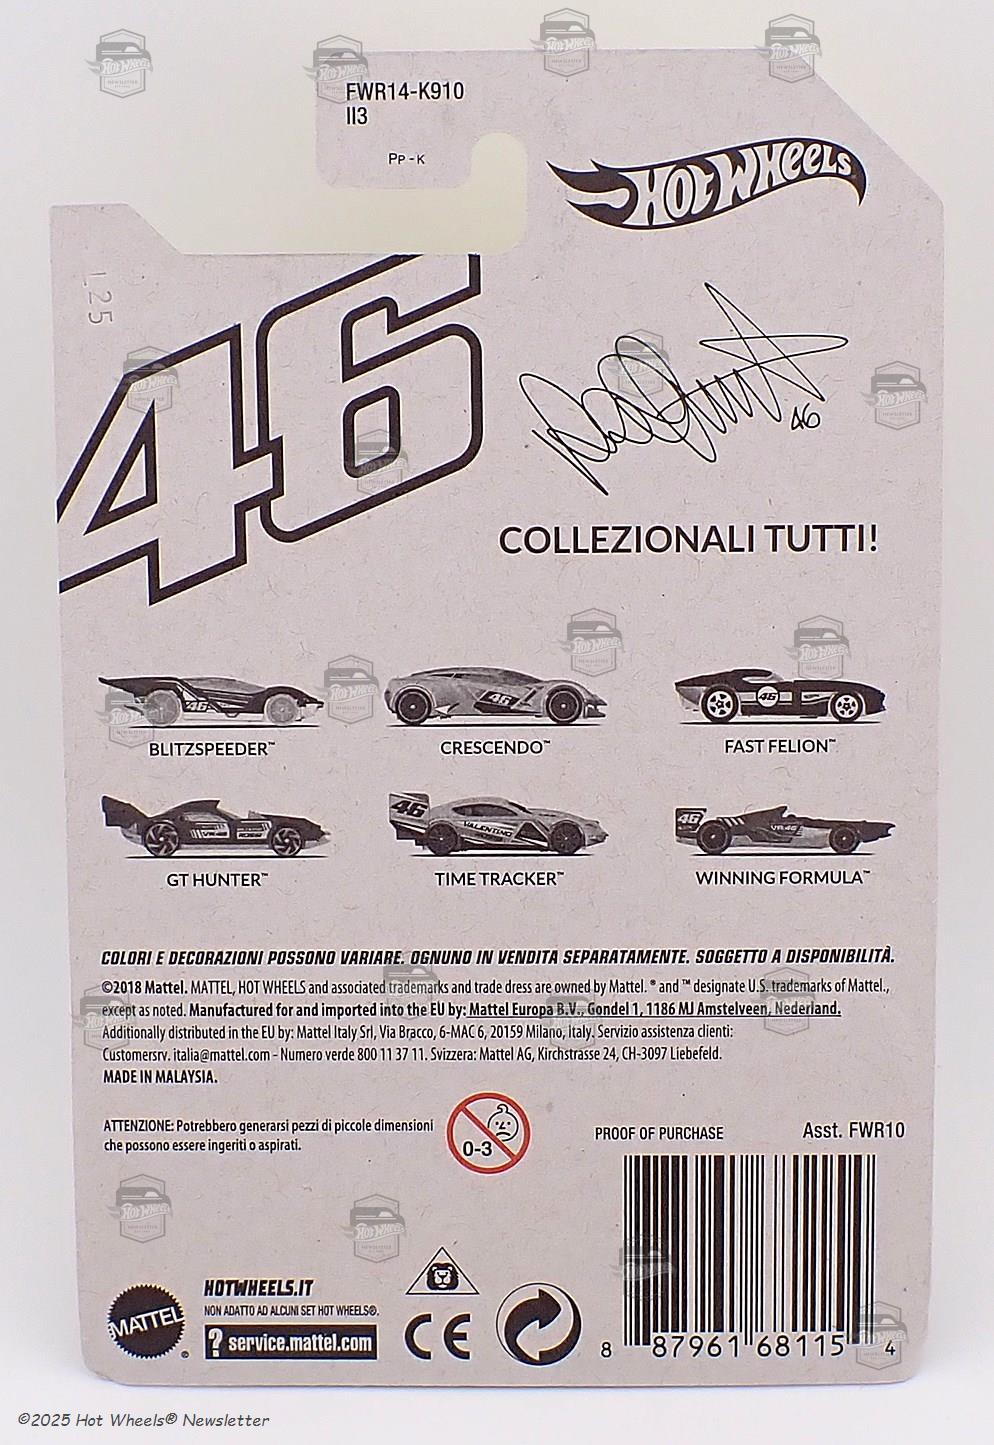 FWR14-K910
II3
PP-K
HOT WHEELS
1.25
46
46
COLLEZIONALI TUTTI!
46
46
46
BLITZSPEEDER™
CRESCENDO™
FAST FELION™
46
VALENTINO
46
VR46
GT HUNTER™
TIME TRACKER™
WINNING FORMULA™
COLORI E DECORAZIONI POSSONO VARIARE. OGNUNO IN VENDITA SEPARATAMENTE. SOGGETTO A DISPONIBILITÀ.
©2018 Mattel. MATTEL, HOT WHEELS and associated trademarks and trade dress are owned by Mattel. ® and ™ designate U.S. trademarks of Mattel.,
except as noted. Manufactured for and imported into the EU by: Mattel Europa B.V., Gondel 1, 1186 MJ Amstelveen, Nederland.
Additionally distributed in the EU by: Mattel Italy Srl, Via Bracco, 6-MAC 6, 20159 Milano, Italy. Servizio assistenza clienti:
Customersrv. italia@mattel.com - Numero verde 800 11 37 11. Svizzera: Mattel AG, Kirchstrasse 24, CH-3097 Liebefeld.
MADE IN MALAYSIA.
ATTENZIONE: Potrebbero generarsi pezzi di piccole dimensioni
che possono essere ingeriti o aspirati.
0-3
PROOF OF PURCHASE
Asst. FWR10
HOTWHEELS.IT
NON ADATTO AD ALCUNI SET HOT WHEELS®.
? service.mattel.com
MATTEL®
CE
8 87961 68115 4
©2025 Hot Wheels® Newsletter